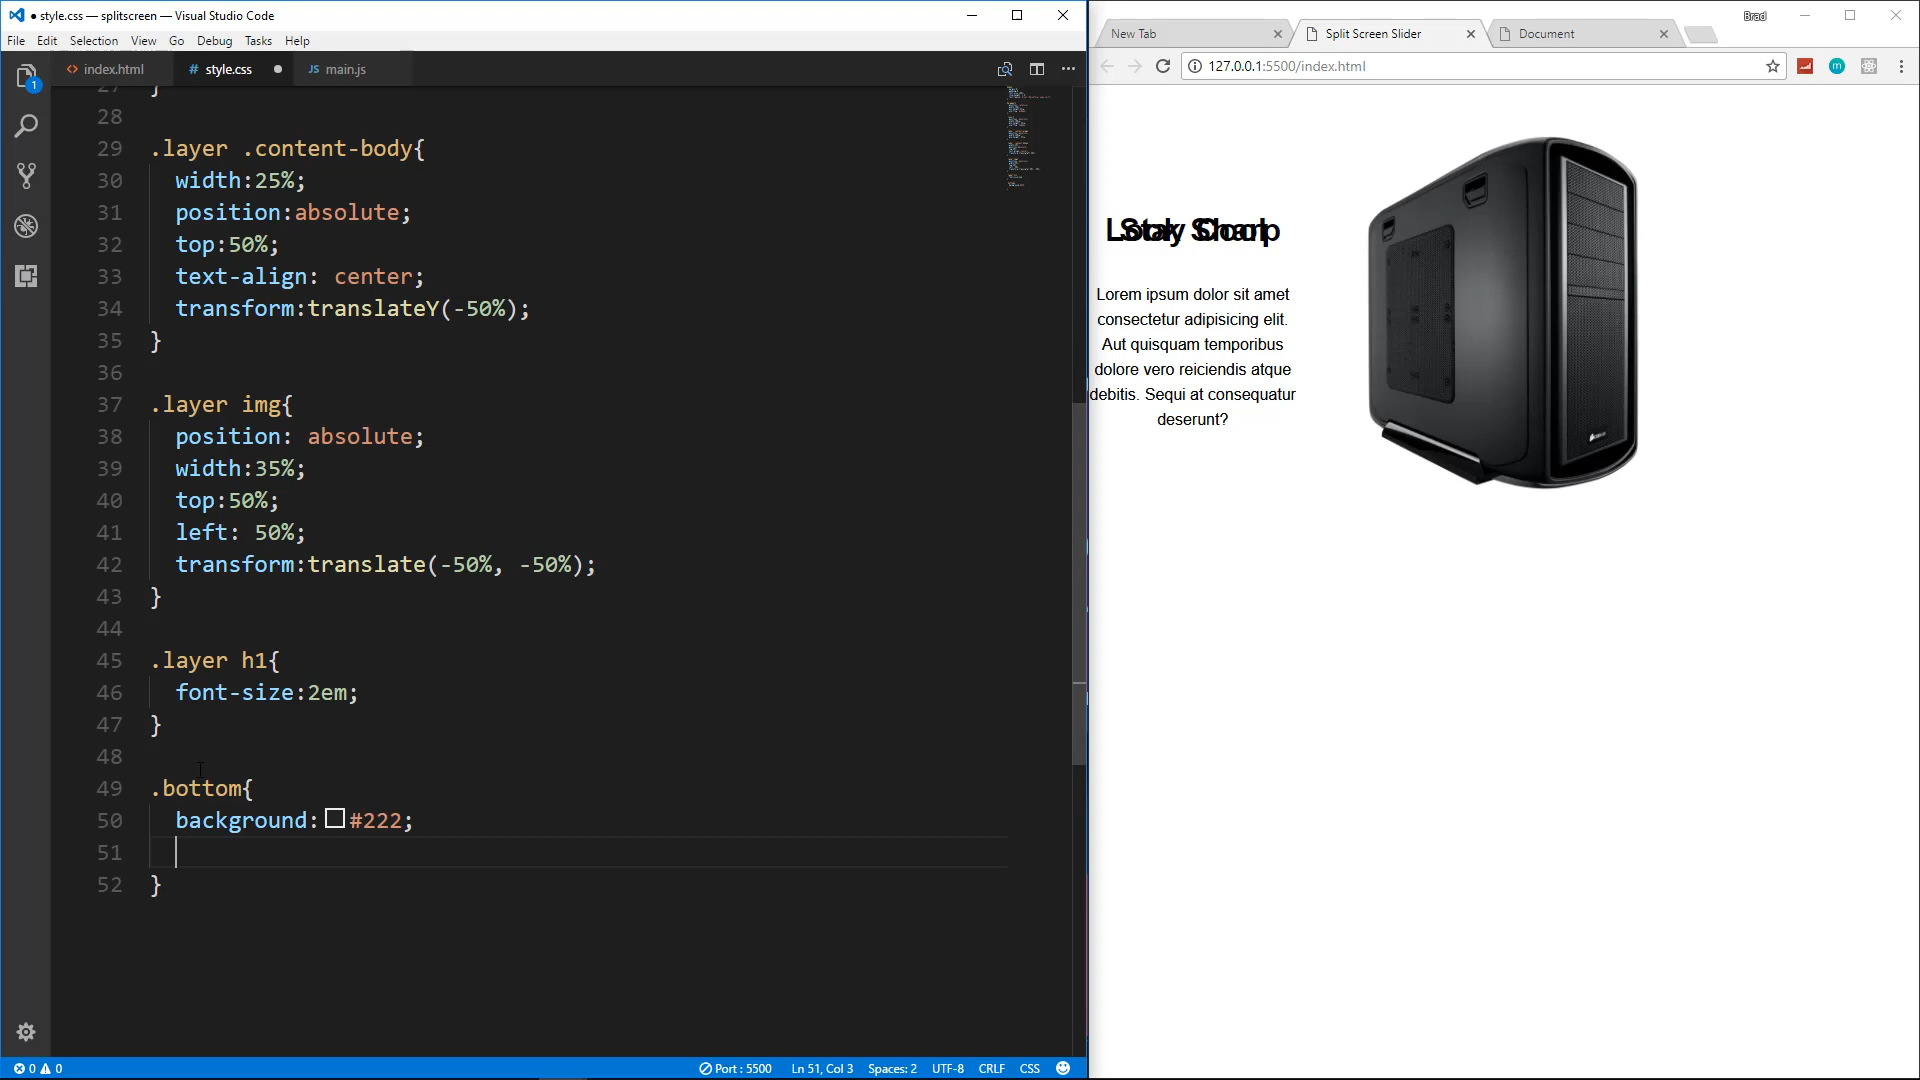 ● style.css — splitscreen — Visual Studio Code
File Edit Selection View Go Debug Tasks Help
1
<> index.html # style.css ● JS main.js
27 }
28
29 .layer .content-body{
30 width:25%;
31 position:absolute;
32 top:50%;
33 text-align: center;
34 transform:translateY(-50%);
35 }
36
37 .layer img{
38 position: absolute;
39 width:35%;
40 top:50%;
41 left: 50%;
42 transform:translate(-50%, -50%);
43 }
44
45 .layer h1{
46 font-size:2em;
47 }
48
49 .bottom{
50 background:#222;
51
52 }
0 0 Port : 5500 Ln 51, Col 3 Spaces: 2 UTF-8 CRLF CSS
Brad
New Tab Split Screen Slider Document
127.0.0.1:5500/index.html
m
Lorem ipsum dolor sit amet
consectetur adipisicing elit.
Aut quisquam temporibus
dolore vero reiciendis atque
debitis. Sequi at consequatur
deserunt?